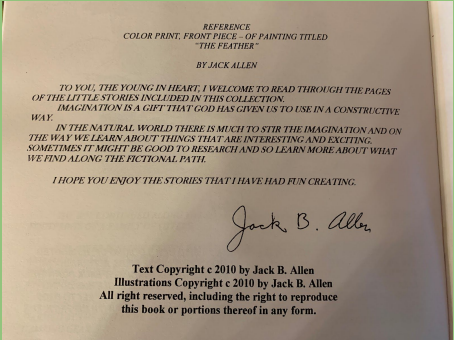 REFERENCE
COLOR PRINT, FRONT PIECE – OF PAINTING TITLED
"THE FEATHER"
BY JACK ALLEN
TO YOU, THE YOUNG IN HEART, I WELCOME TO READ THROUGH THE PAGES
OF THE LITTLE STORIES INCLUDED IN THIS COLLECTION.
IMAGINATION IS A GIFT THAT GOD HAS GIVEN US TO USE IN A CONSTRUCTIVE
WAY.
IN THE NATURAL WORLD THERE IS MUCH TO STIR THE IMAGINATION AND ON
THE WAY WE LEARN ABOUT THINGS THAT ARE INTERESTING AND EXCITING.
SOMETIMES IT MIGHT BE GOOD TO RESEARCH AND SO LEARN MORE ABOUT WHAT
WE FIND ALONG THE FICTIONAL PATH.
I HOPE YOU ENJOY THE STORIES THAT I HAVE HAD FUN CREATING.
Jack B. Allen
Text Copyright c 2010 by Jack B. Allen
Illustrations Copyright c 2010 by Jack B. Allen
All right reserved, including the right to reproduce
this book or portions thereof in any form.